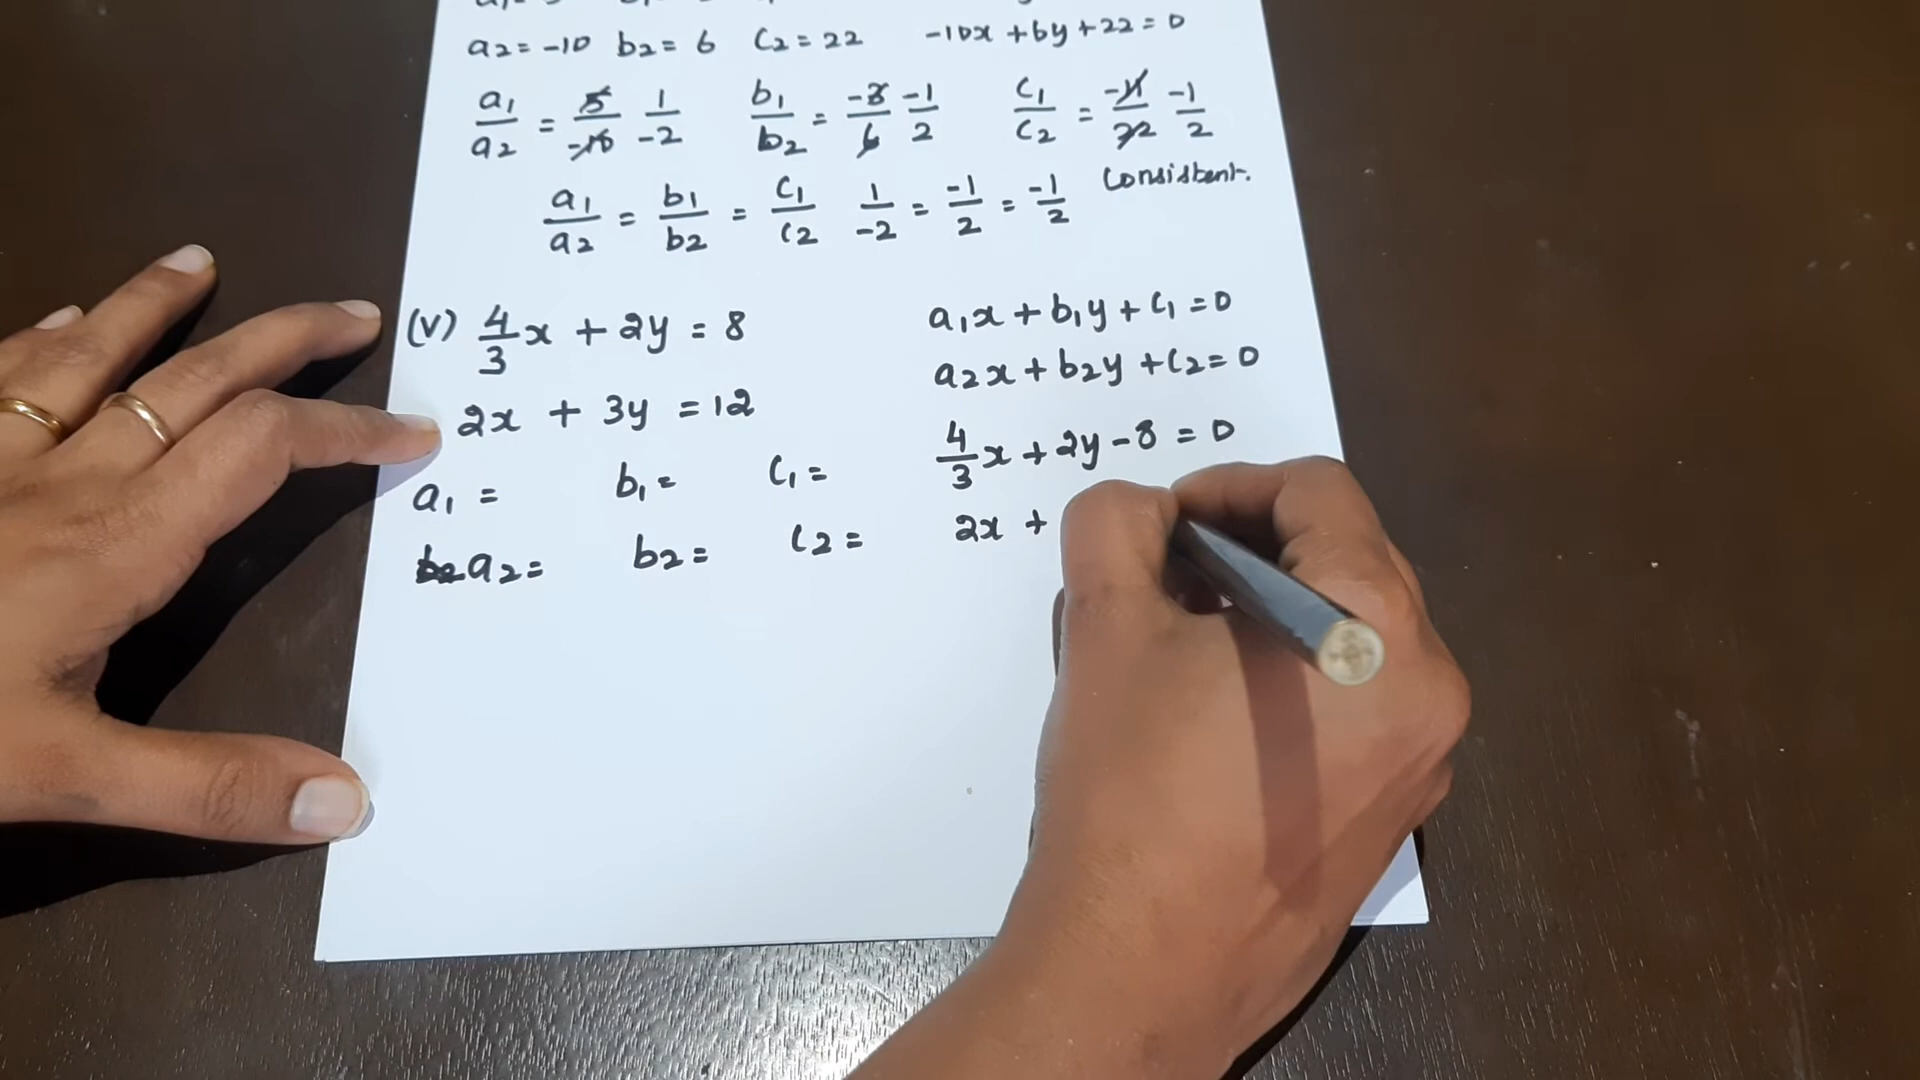 a2 = -10 b2 = 6 C2 = 22 -10x + 6y + 22 = 0
a1/a2 = 5/-10 1/-2 b1/b2 = -3/6 -1/2 C1/C2 = -11/22 -1/2
a1/a2 = b1/b2 = C1/C2 1/-2 = -1/2 = -1/2 Consistent.
(V) 4/3x + 2y = 8 a1x + b1y + C1 = 0
a2x + b2y + C2 = 0
2x + 3y = 12
4/3x + 2y - 8 = 0
a1 = b1 = C1 =
a2 = b2 = C2 = 2x +